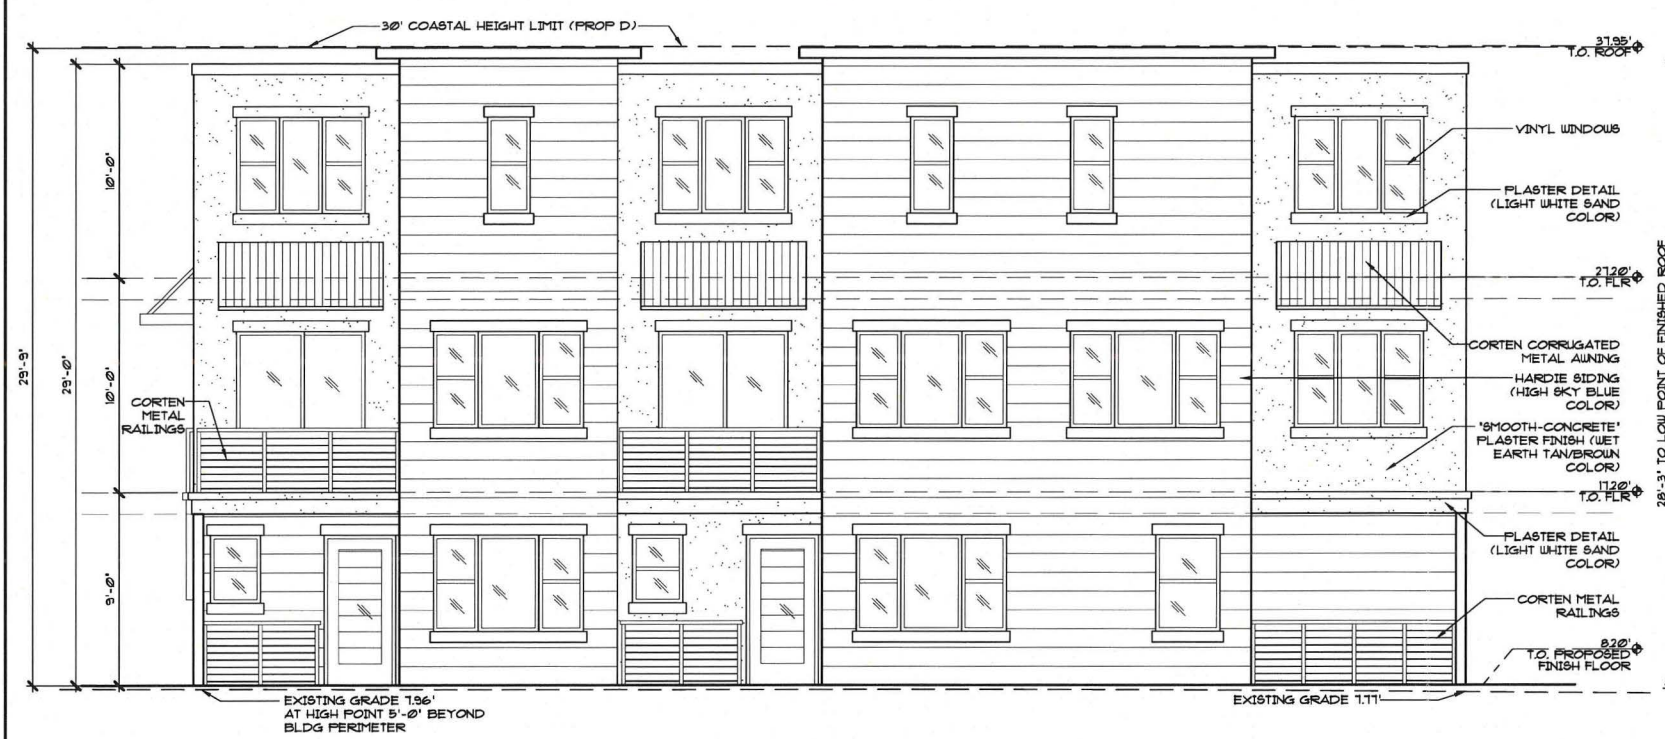 30' COASTAL HEIGHT LIMIT (PROP D)
37.95'
T.O. ROOF
VINYL WINDOWS
PLASTER DETAIL
(LIGHT WHITE SAND
COLOR)
27.20'
T.O. FLR
CORTEN CORRUGATED
METAL AWNING
HARDIE SIDING
(HIGH SKY BLUE
COLOR)
"SMOOTH-CONCRETE"
PLASTER FINISH (WET
EARTH TAN/BROWN
COLOR)
17.20'
T.O. FLR
PLASTER DETAIL
(LIGHT WHITE SAND
COLOR)
CORTEN METAL
RAILINGS
8.20'
T.O. PROPOSED
FINISH FLOOR
28'-3" TO LOW POINT OF FINISHED ROOF
29'-9"
29'-0"
10'-0"
10'-0"
9'-0"
CORTEN
METAL
RAILINGS
EXISTING GRADE 7.96'
AT HIGH POINT 5'-0" BEYOND
BLDG PERIMETER
EXISTING GRADE 7.77'